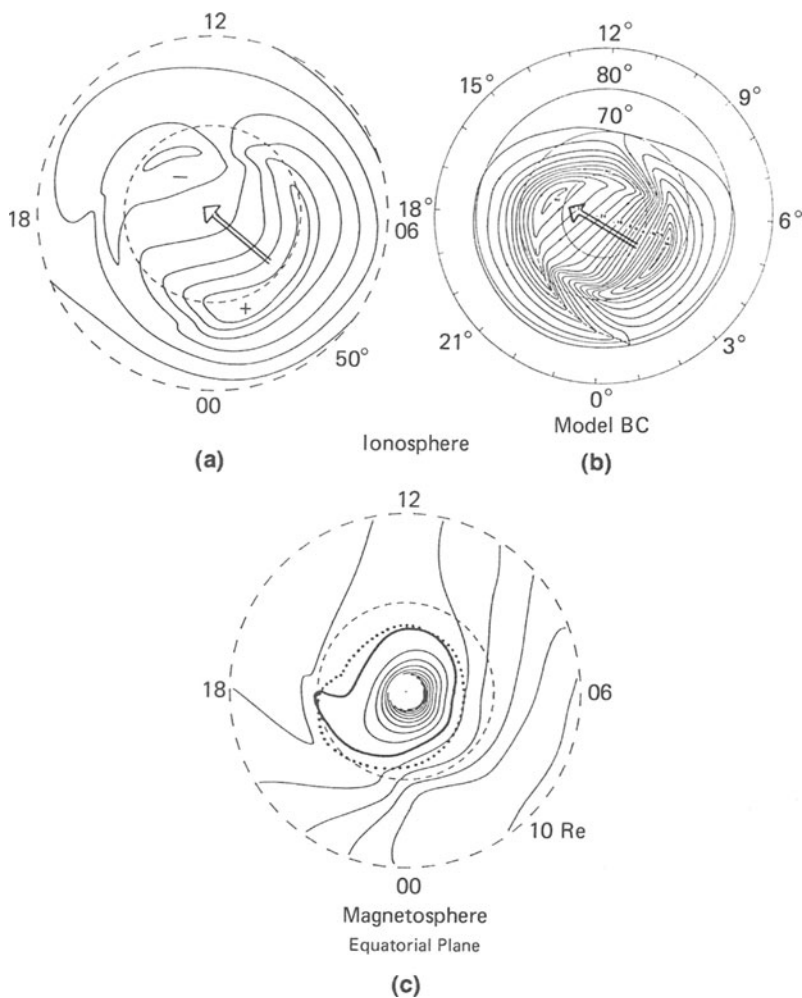 12
18
18°
06
50°
00
−
+
(a)
12°
15°
80°
9°
70°
6°
21°
3°
0°
Model BC
(b)
Ionosphere
12
18
06
10 Re
00
Magnetosphere
Equatorial Plane
(c)